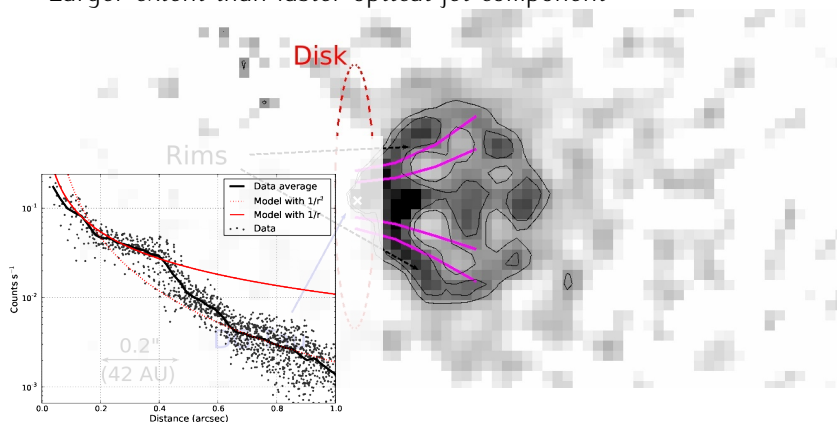 Larger extent than faster optical jet component
Disk
Rims
Data average
Model with 1/r²
Model with 1/r
Data
Counts s⁻¹
10⁻¹
10⁻²
10⁻³
0.2"
(42 AU)
0.0 0.2 0.4 0.6 0.8 1.0
Distance (arcsec)